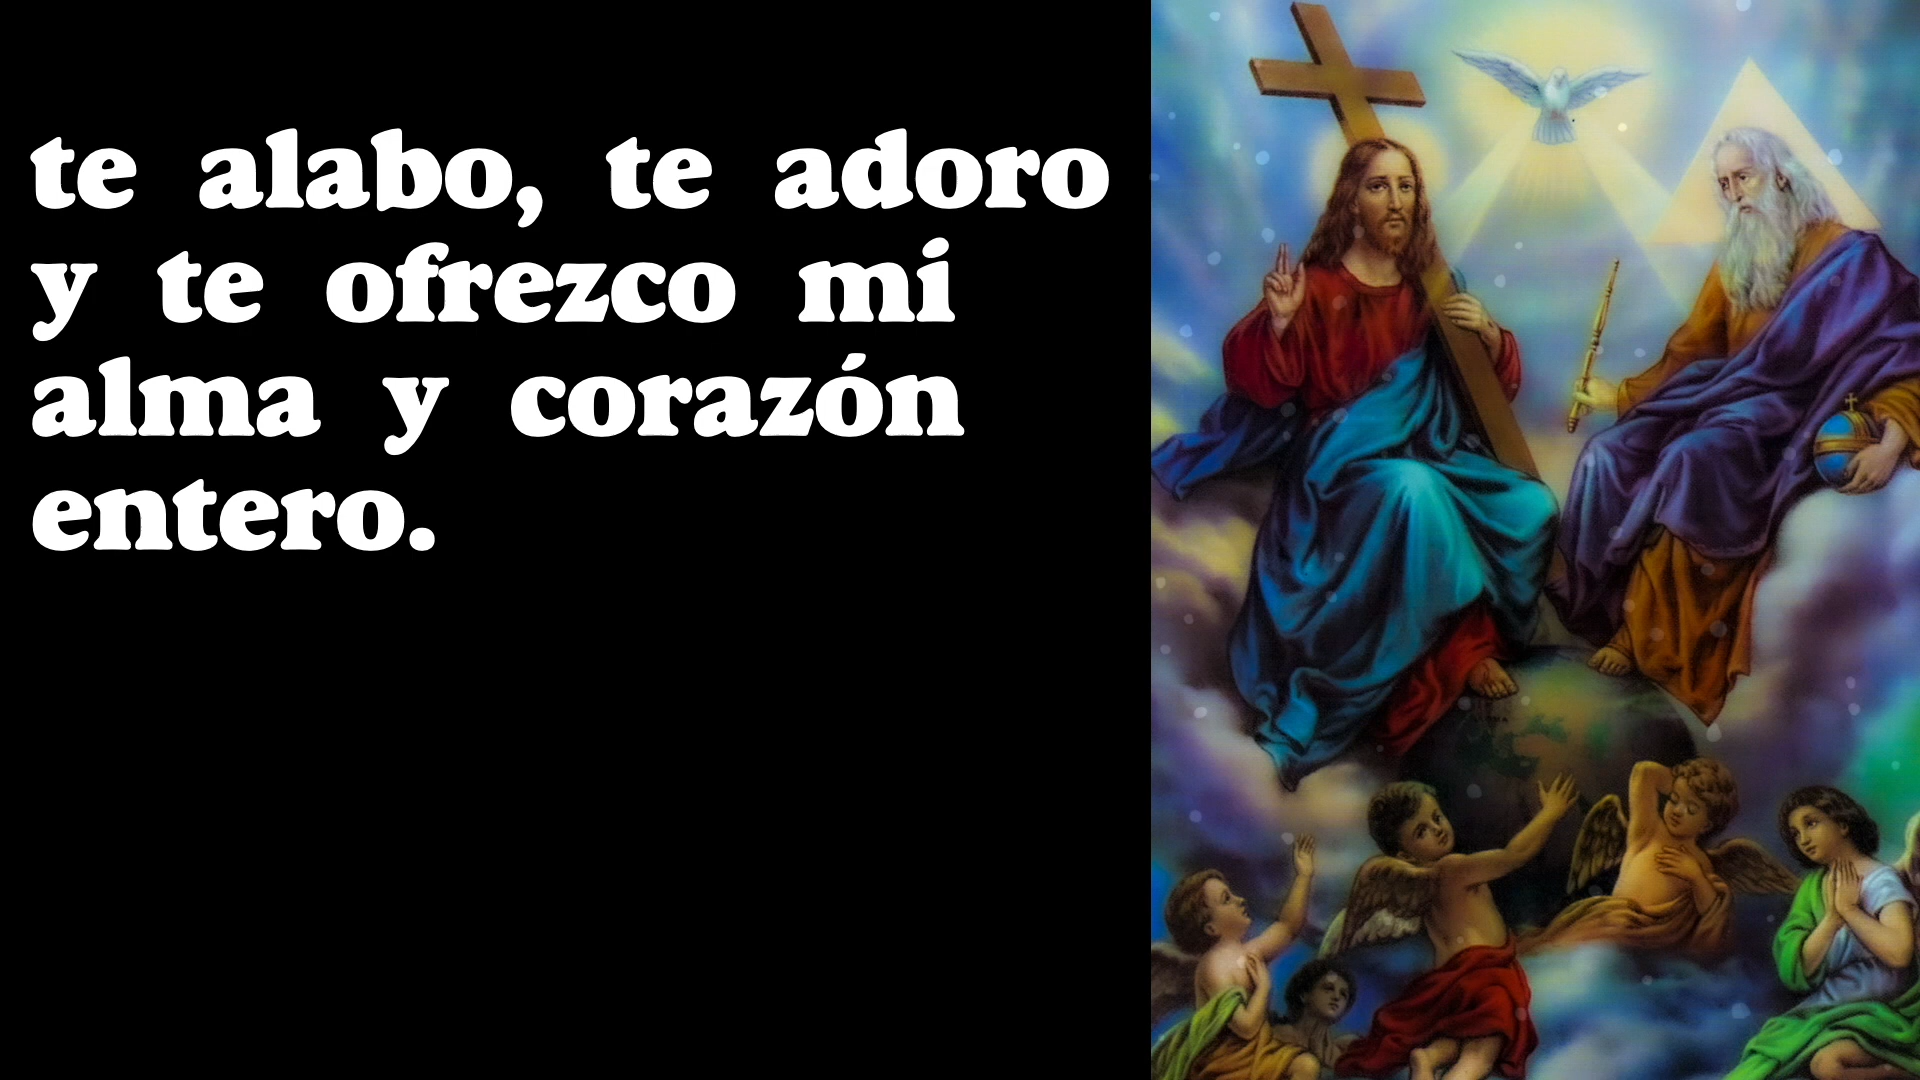 te alabo, te adoro
y te ofrezco mi
alma y corazón
entero.